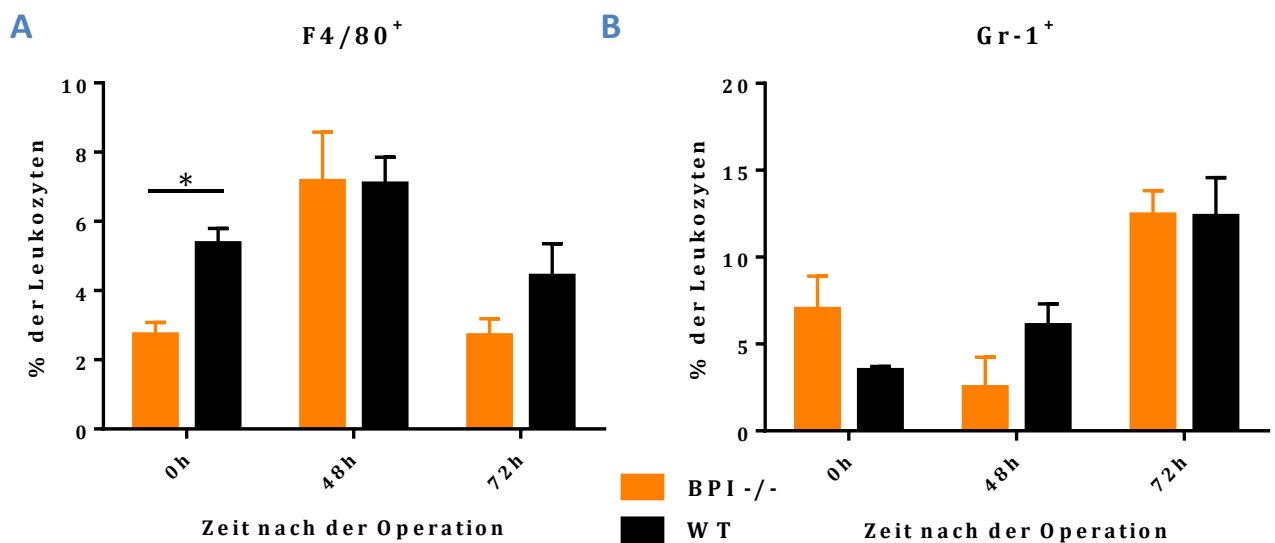 A
F4/80⁺
% der Leukozyten
10
8
6
4
2
0
*
0h
48h
72h
Zeit nach der Operation
B
Gr-1⁺
% der Leukozyten
20
15
10
5
0
0h
48h
72h
Zeit nach der Operation
BPI -/-
WT